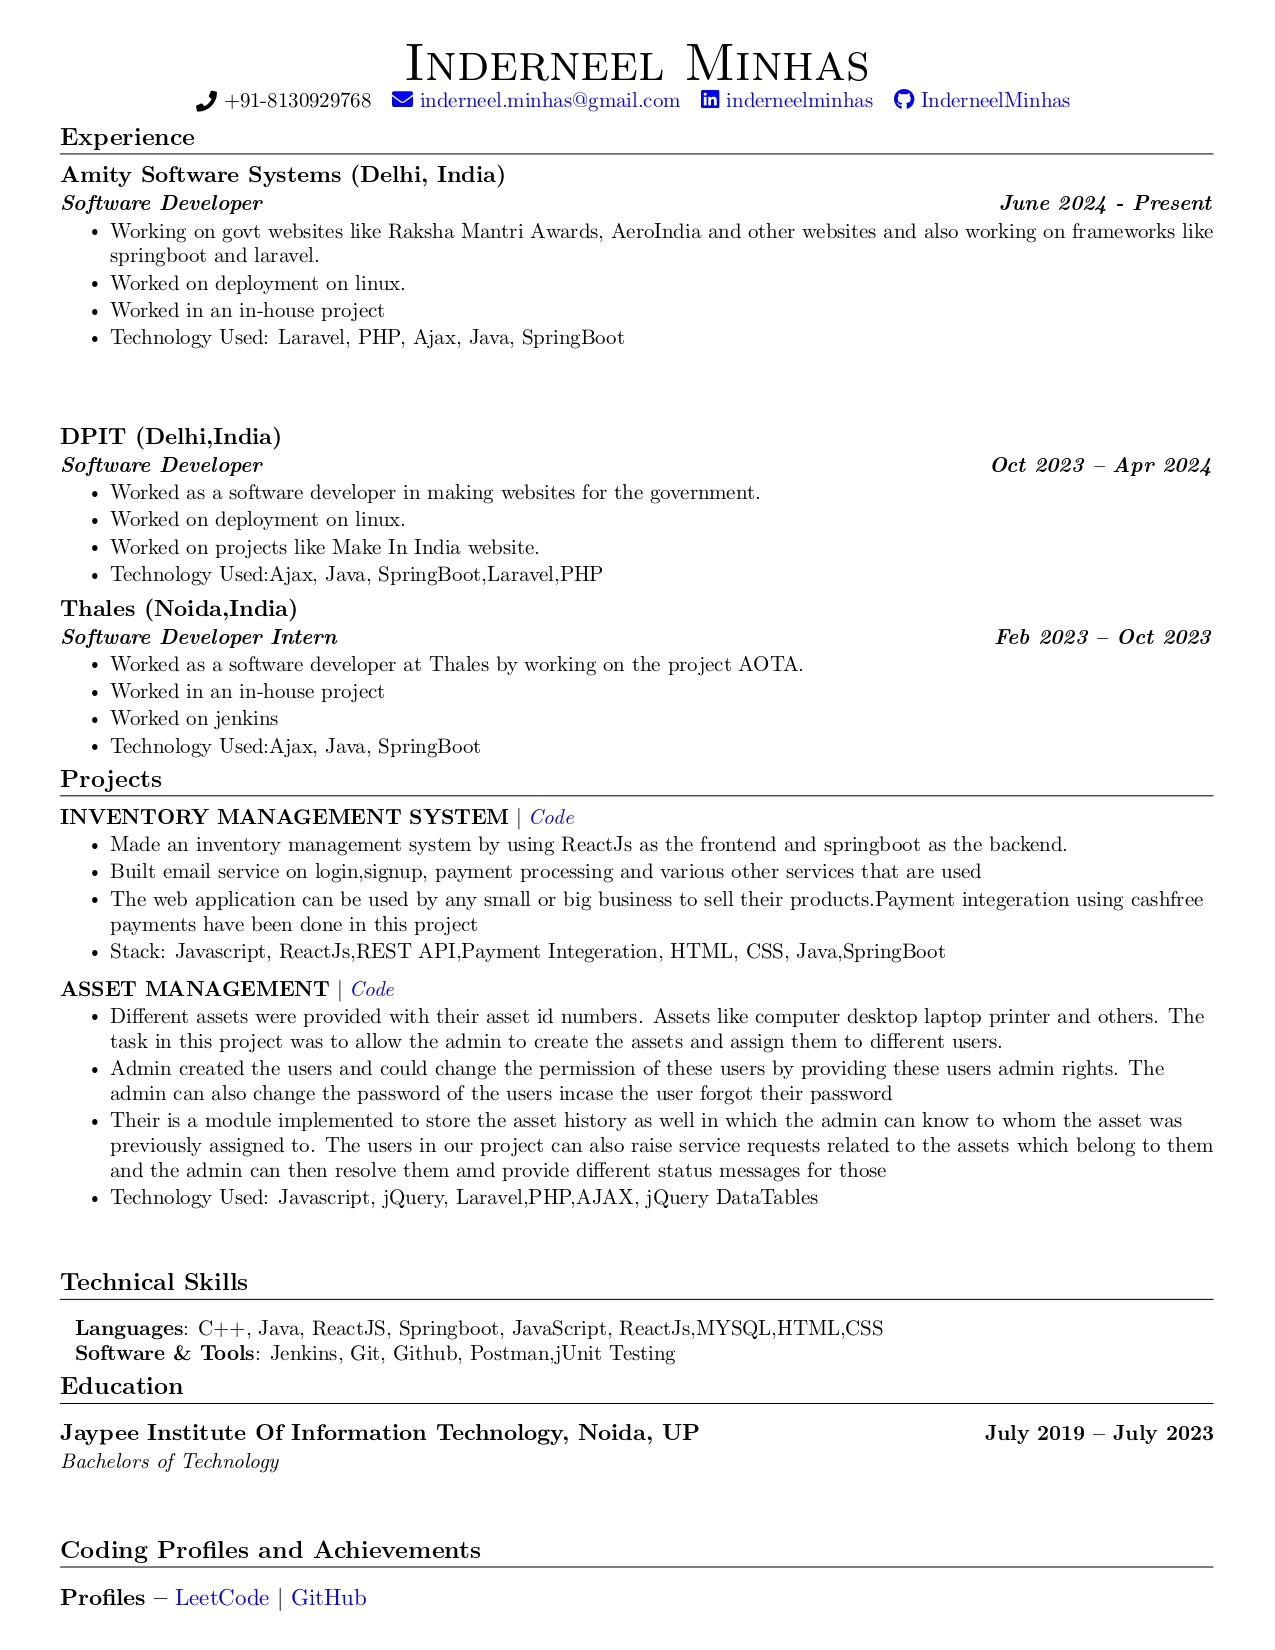 Inderneel Minhas
+91-8130929768 inderneel.minhas@gmail.com inderneelminhas InderneelMinhas
Experience
Amity Software Systems (Delhi, India)
Software Developer June 2024 - Present
• Working on govt websites like Raksha Mantri Awards, AeroIndia and other websites and also working on frameworks like
springboot and laravel.
• Worked on deployment on linux.
• Worked in an in-house project
• Technology Used: Laravel, PHP, Ajax, Java, SpringBoot
DPIT (Delhi,India)
Software Developer Oct 2023 – Apr 2024
• Worked as a software developer in making websites for the government.
• Worked on deployment on linux.
• Worked on projects like Make In India website.
• Technology Used:Ajax, Java, SpringBoot,Laravel,PHP
Thales (Noida,India)
Software Developer Intern Feb 2023 – Oct 2023
• Worked as a software developer at Thales by working on the project AOTA.
• Worked in an in-house project
• Worked on jenkins
• Technology Used:Ajax, Java, SpringBoot
Projects
INVENTORY MANAGEMENT SYSTEM | Code
• Made an inventory management system by using ReactJs as the frontend and springboot as the backend.
• Built email service on login,signup, payment processing and various other services that are used
• The web application can be used by any small or big business to sell their products.Payment integeration using cashfree
payments have been done in this project
• Stack: Javascript, ReactJs,REST API,Payment Integeration, HTML, CSS, Java,SpringBoot
ASSET MANAGEMENT | Code
• Different assets were provided with their asset id numbers. Assets like computer desktop laptop printer and others. The
task in this project was to allow the admin to create the assets and assign them to different users.
• Admin created the users and could change the permission of these users by providing these users admin rights. The
admin can also change the password of the users incase the user forgot their password
• Their is a module implemented to store the asset history as well in which the admin can know to whom the asset was
previously assigned to. The users in our project can also raise service requests related to the assets which belong to them
and the admin can then resolve them amd provide different status messages for those
• Technology Used: Javascript, jQuery, Laravel,PHP,AJAX, jQuery DataTables
Technical Skills
Languages: C++, Java, ReactJS, Springboot, JavaScript, ReactJs,MYSQL,HTML,CSS
Software & Tools: Jenkins, Git, Github, Postman,jUnit Testing
Education
Jaypee Institute Of Information Technology, Noida, UP July 2019 – July 2023
Bachelors of Technology
Coding Profiles and Achievements
Profiles – LeetCode | GitHub